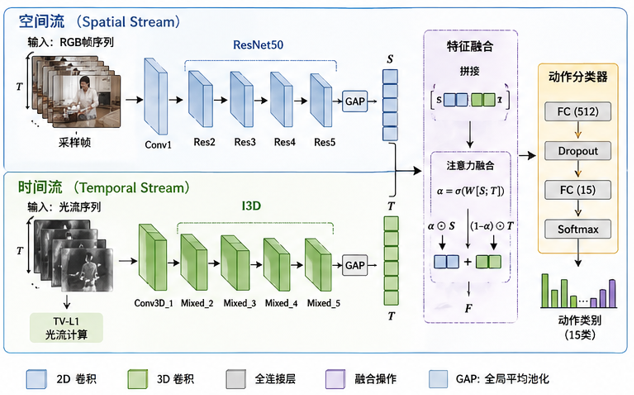 空间流 (Spatial Stream)
输入: RGB帧序列
T
采样帧
ResNet50
Conv1
Res2
Res3
Res4
Res5
GAP
S
时间流 (Temporal Stream)
输入: 光流序列
T
TV-L1
光流计算
I3D
Conv3D_1
Mixed_2
Mixed_3
Mixed_4
Mixed_5
GAP
T
T
特征融合
拼接
S
T
注意力融合
α = σ(W[S; T])
α ⊙ S
(1-α) ⊙ T
+
F
动作分类器
FC (512)
Dropout
FC (15)
Softmax
...
动作类别
(15类)
2D 卷积
3D 卷积
全连接层
融合操作
GAP: 全局平均池化